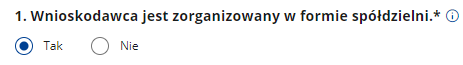 1. Wnioskodawca jest zorganizowany w formie spółdzielni.*
Tak Nie